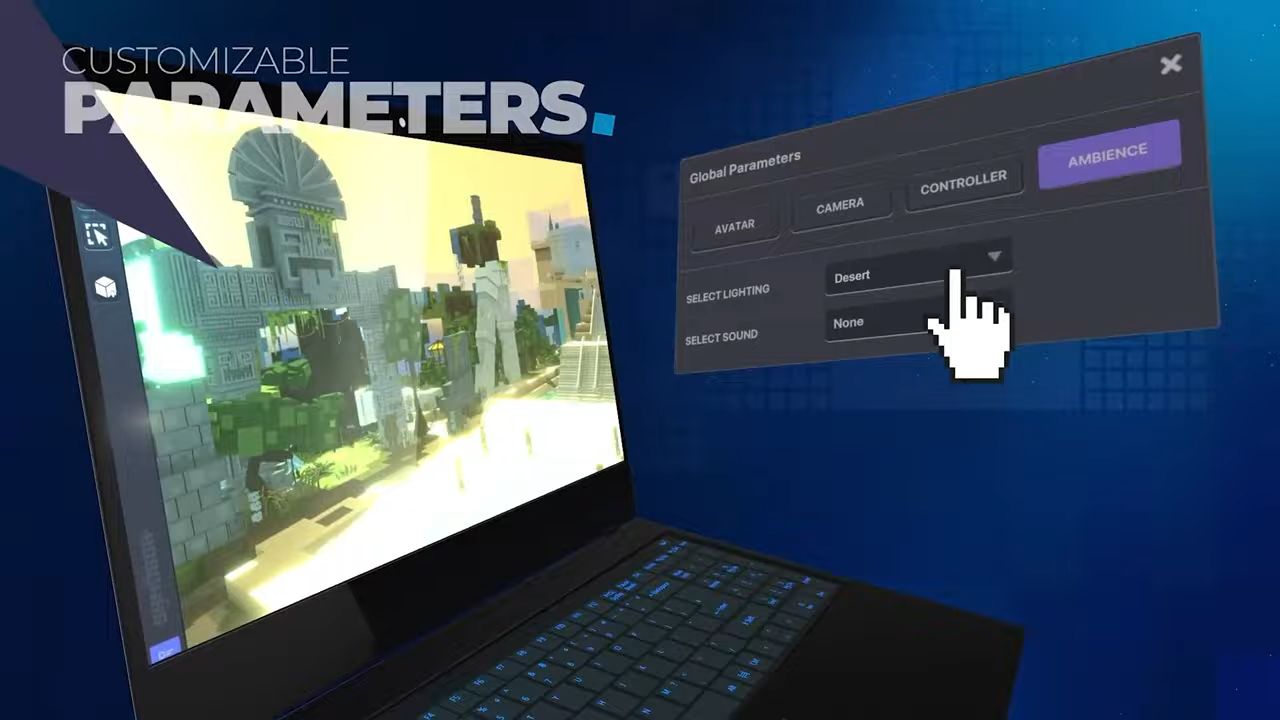 CUSTOMIZABLE
PARAMETERS.
Global Parameters
AVATAR
CAMERA
CONTROLLER
AMBIENCE
SELECT LIGHTING
Desert
SELECT SOUND
None